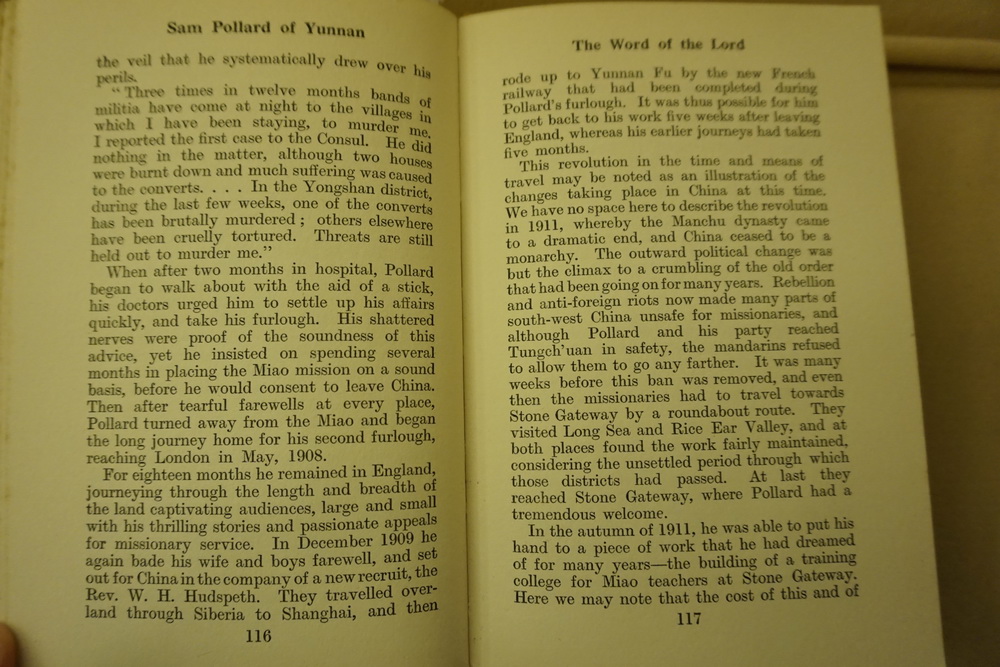 Sam Pollard of Yunnan
the veil that he systematically drew over his
perils.
"Three times in twelve months bands of
militia have come at night to the villages in
which I have been staying, to murder me.
I reported the first case to the Consul. He did
nothing in the matter, although two houses
were burnt down and much suffering was caused
to the converts. . . . In the Yongshan district,
during the last few weeks, one of the converts
has been brutally murdered ; others elsewhere
have been cruelly tortured. Threats are still
held out to murder me."
When after two months in hospital, Pollard
began to walk about with the aid of a stick,
his doctors urged him to settle up his affairs
quickly, and take his furlough. His shattered
nerves were proof of the soundness of this
advice, yet he insisted on spending several
months in placing the Miao mission on a sound
basis, before he would consent to leave China.
Then after tearful farewells at every place,
Pollard turned away from the Miao and began
the long journey home for his second furlough,
reaching London in May, 1908.
For eighteen months he remained in England,
journeying through the length and breadth of
the land captivating audiences, large and small
with his thrilling stories and passionate appeals
for missionary service. In December 1909 he
again bade his wife and boys farewell, and set
out for China in the company of a new recruit, the
Rev. W. H. Hudspeth. They travelled over-
land through Siberia to Shanghai, and then
116
The Word of the Lord
rode up to Yunnan Fu by the new French
railway that had been completed during
Pollard's furlough. It was thus possible for him
to get back to his work five weeks after leaving
England, whereas his earlier journeys had taken
five months.
This revolution in the time and means of
travel may be noted as an illustration of the
changes taking place in China at this time.
We have no space here to describe the revolution
in 1911, whereby the Manchu dynasty came
to a dramatic end, and China ceased to be a
monarchy. The outward political change was
but the climax to a crumbling of the old order
that had been going on for many years. Rebellion
and anti-foreign riots now made many parts of
south-west China unsafe for missionaries, and
although Pollard and his party reached
Tungch'uan in safety, the mandarins refused
to allow them to go any farther. It was many
weeks before this ban was removed, and even
then the missionaries had to travel towards
Stone Gateway by a roundabout route. They
visited Long Sea and Rice Ear Valley, and at
both places found the work fairly maintained,
considering the unsettled period through which
those districts had passed. At last they
reached Stone Gateway, where Pollard had a
tremendous welcome.
In the autumn of 1911, he was able to put his
hand to a piece of work that he had dreamed
of for many years—the building of a training
college for Miao teachers at Stone Gateway.
Here we may note that the cost of this and of
117